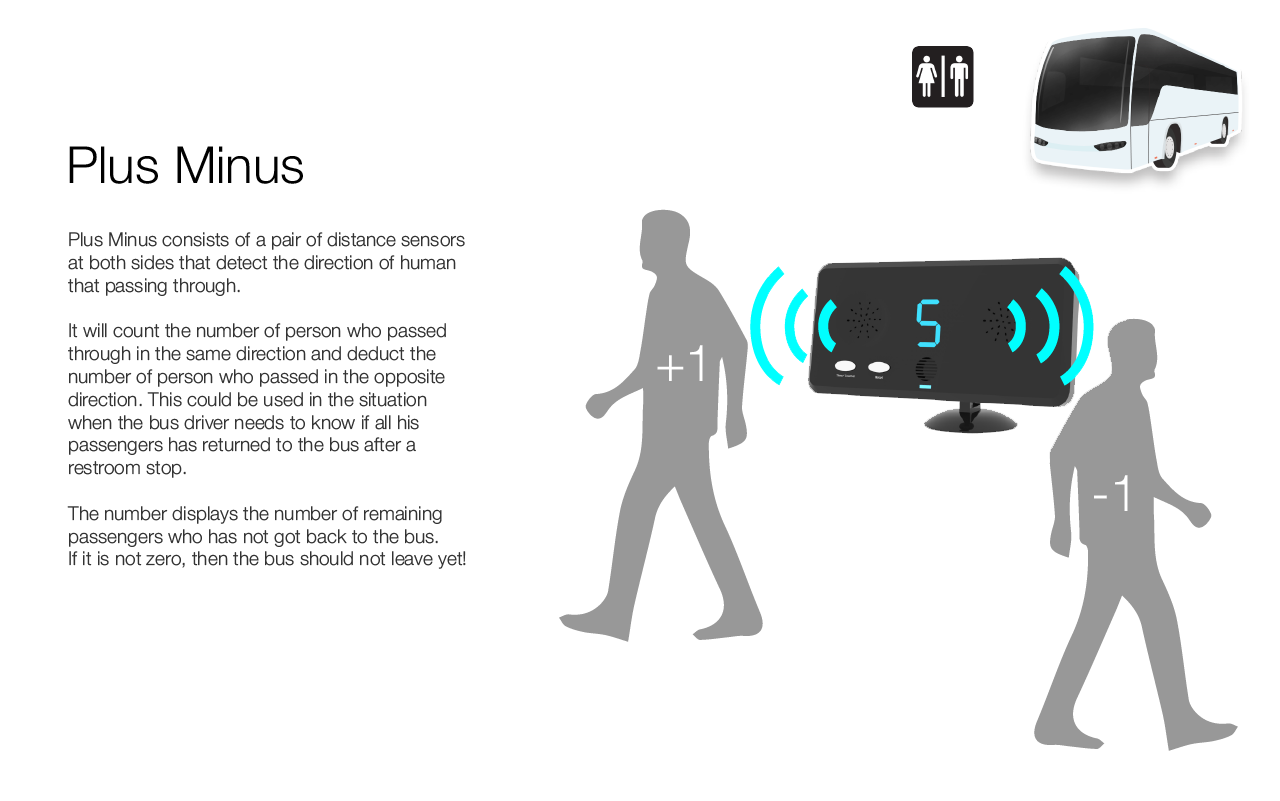 Plus Minus
Plus Minus consists of a pair of distance sensors
at both sides that detect the direction of human
that passing through.
It will count the number of person who passed
through in the same direction and deduct the
number of person who passed in the opposite
direction. This could be used in the situation
when the bus driver needs to know if all his
passengers has returned to the bus after a
restroom stop.
The number displays the number of remaining
passengers who has not got back to the bus.
If it is not zero, then the bus should not leave yet!
+1
5
-1